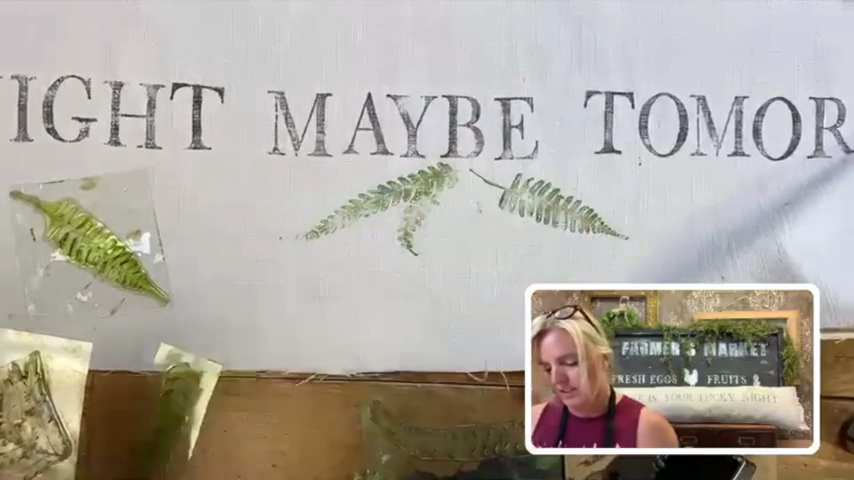 IGHT MAYBE TOMOR
FARMER'S MARKET
FRESH EGGS FRUITS
IS YOUR LUCKY NIGHT